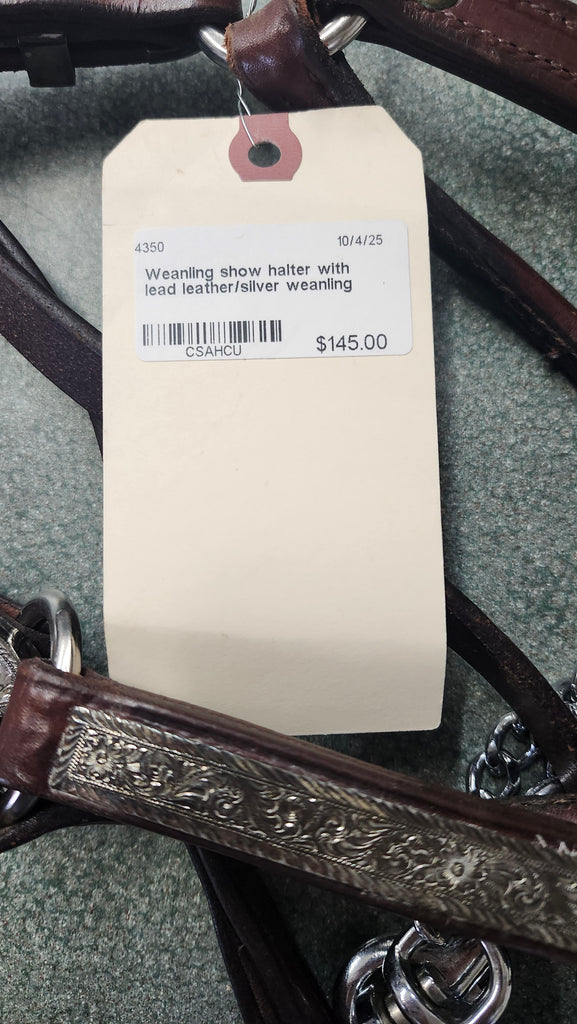 4350 10/4/25
Weanling show halter with
lead leather/silver weanling
CSAHCU $145.00